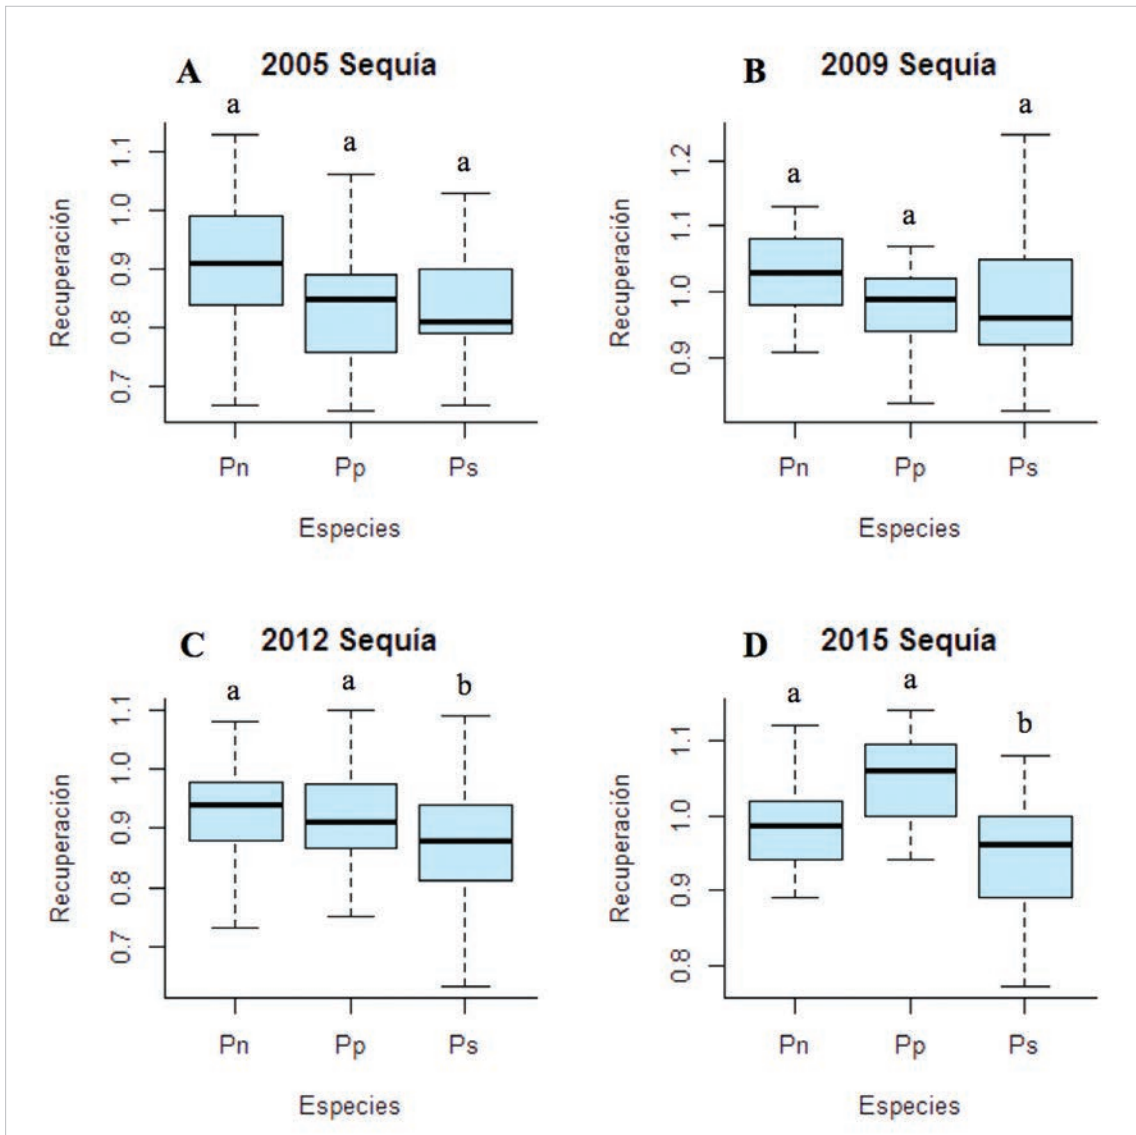 A 2005 Sequía
a a a
Recuperación
1.1
1.0
0.9
0.8
0.7
Pn Pp Ps
Especies
B 2009 Sequía
a a a
Recuperación
1.2
1.1
1.0
0.9
Pn Pp Ps
Especies
C 2012 Sequía
a a b
Recuperación
1.1
1.0
0.9
0.8
0.7
Pn Pp Ps
Especies
D 2015 Sequía
a a b
Recuperación
1.1
1.0
0.9
0.8
Pn Pp Ps
Especies